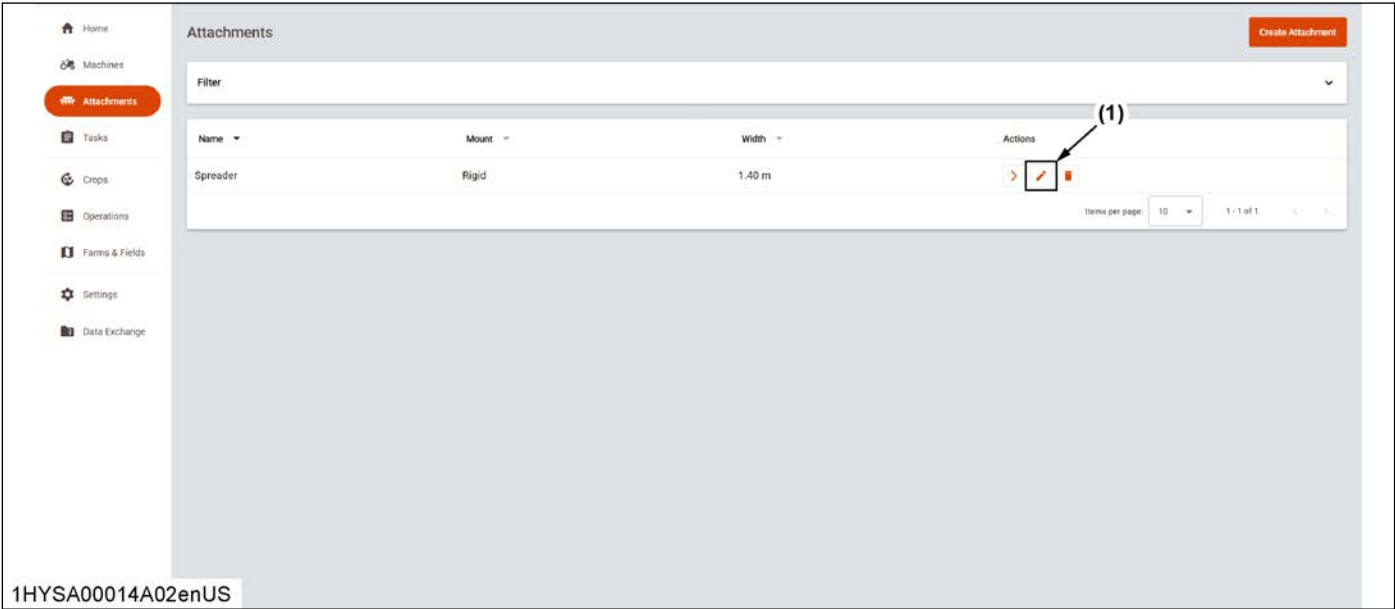 Home
Machines
Attachments
Tasks
Crops
Operations
Farms & Fields
Settings
Data Exchange
Attachments
Create Attachment
Filter
(1)
Name Mount Width Actions
Spreader Rigid 1.40 m
Items per page: 10 1 - 1 of 1
1HYSA00014A02enUS